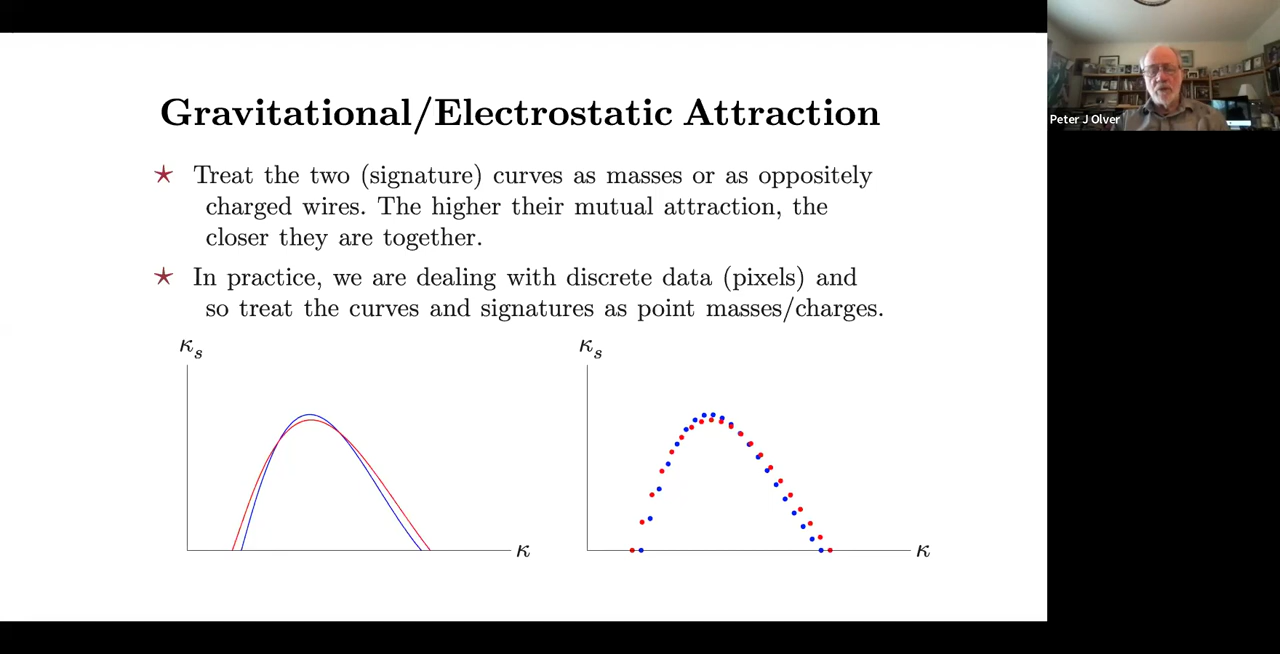 Gravitational/Electrostatic Attraction
★ Treat the two (signature) curves as masses or as oppositely
charged wires. The higher their mutual attraction, the
closer they are together.
★ In practice, we are dealing with discrete data (pixels) and
so treat the curves and signatures as point masses/charges.
κₛ
κ
κₛ
κ
Peter J Olver